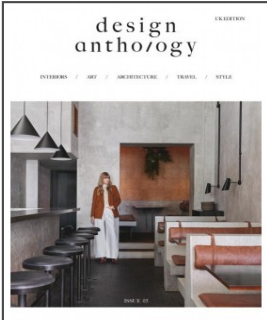 UK EDITION
design
anthology
INTERIORS / ART / ARCHITECTURE / TRAVEL / STYLE